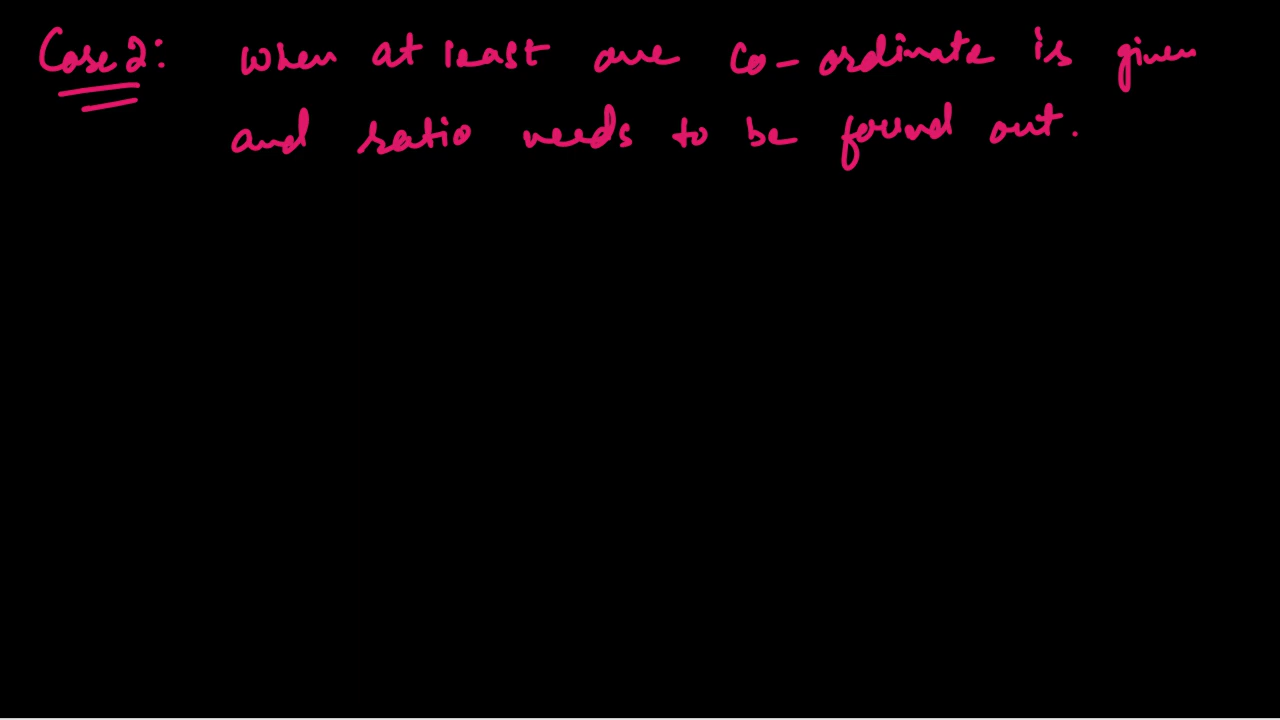 Case 2: when at least one co-ordinate is given
and ratio needs to be found out.